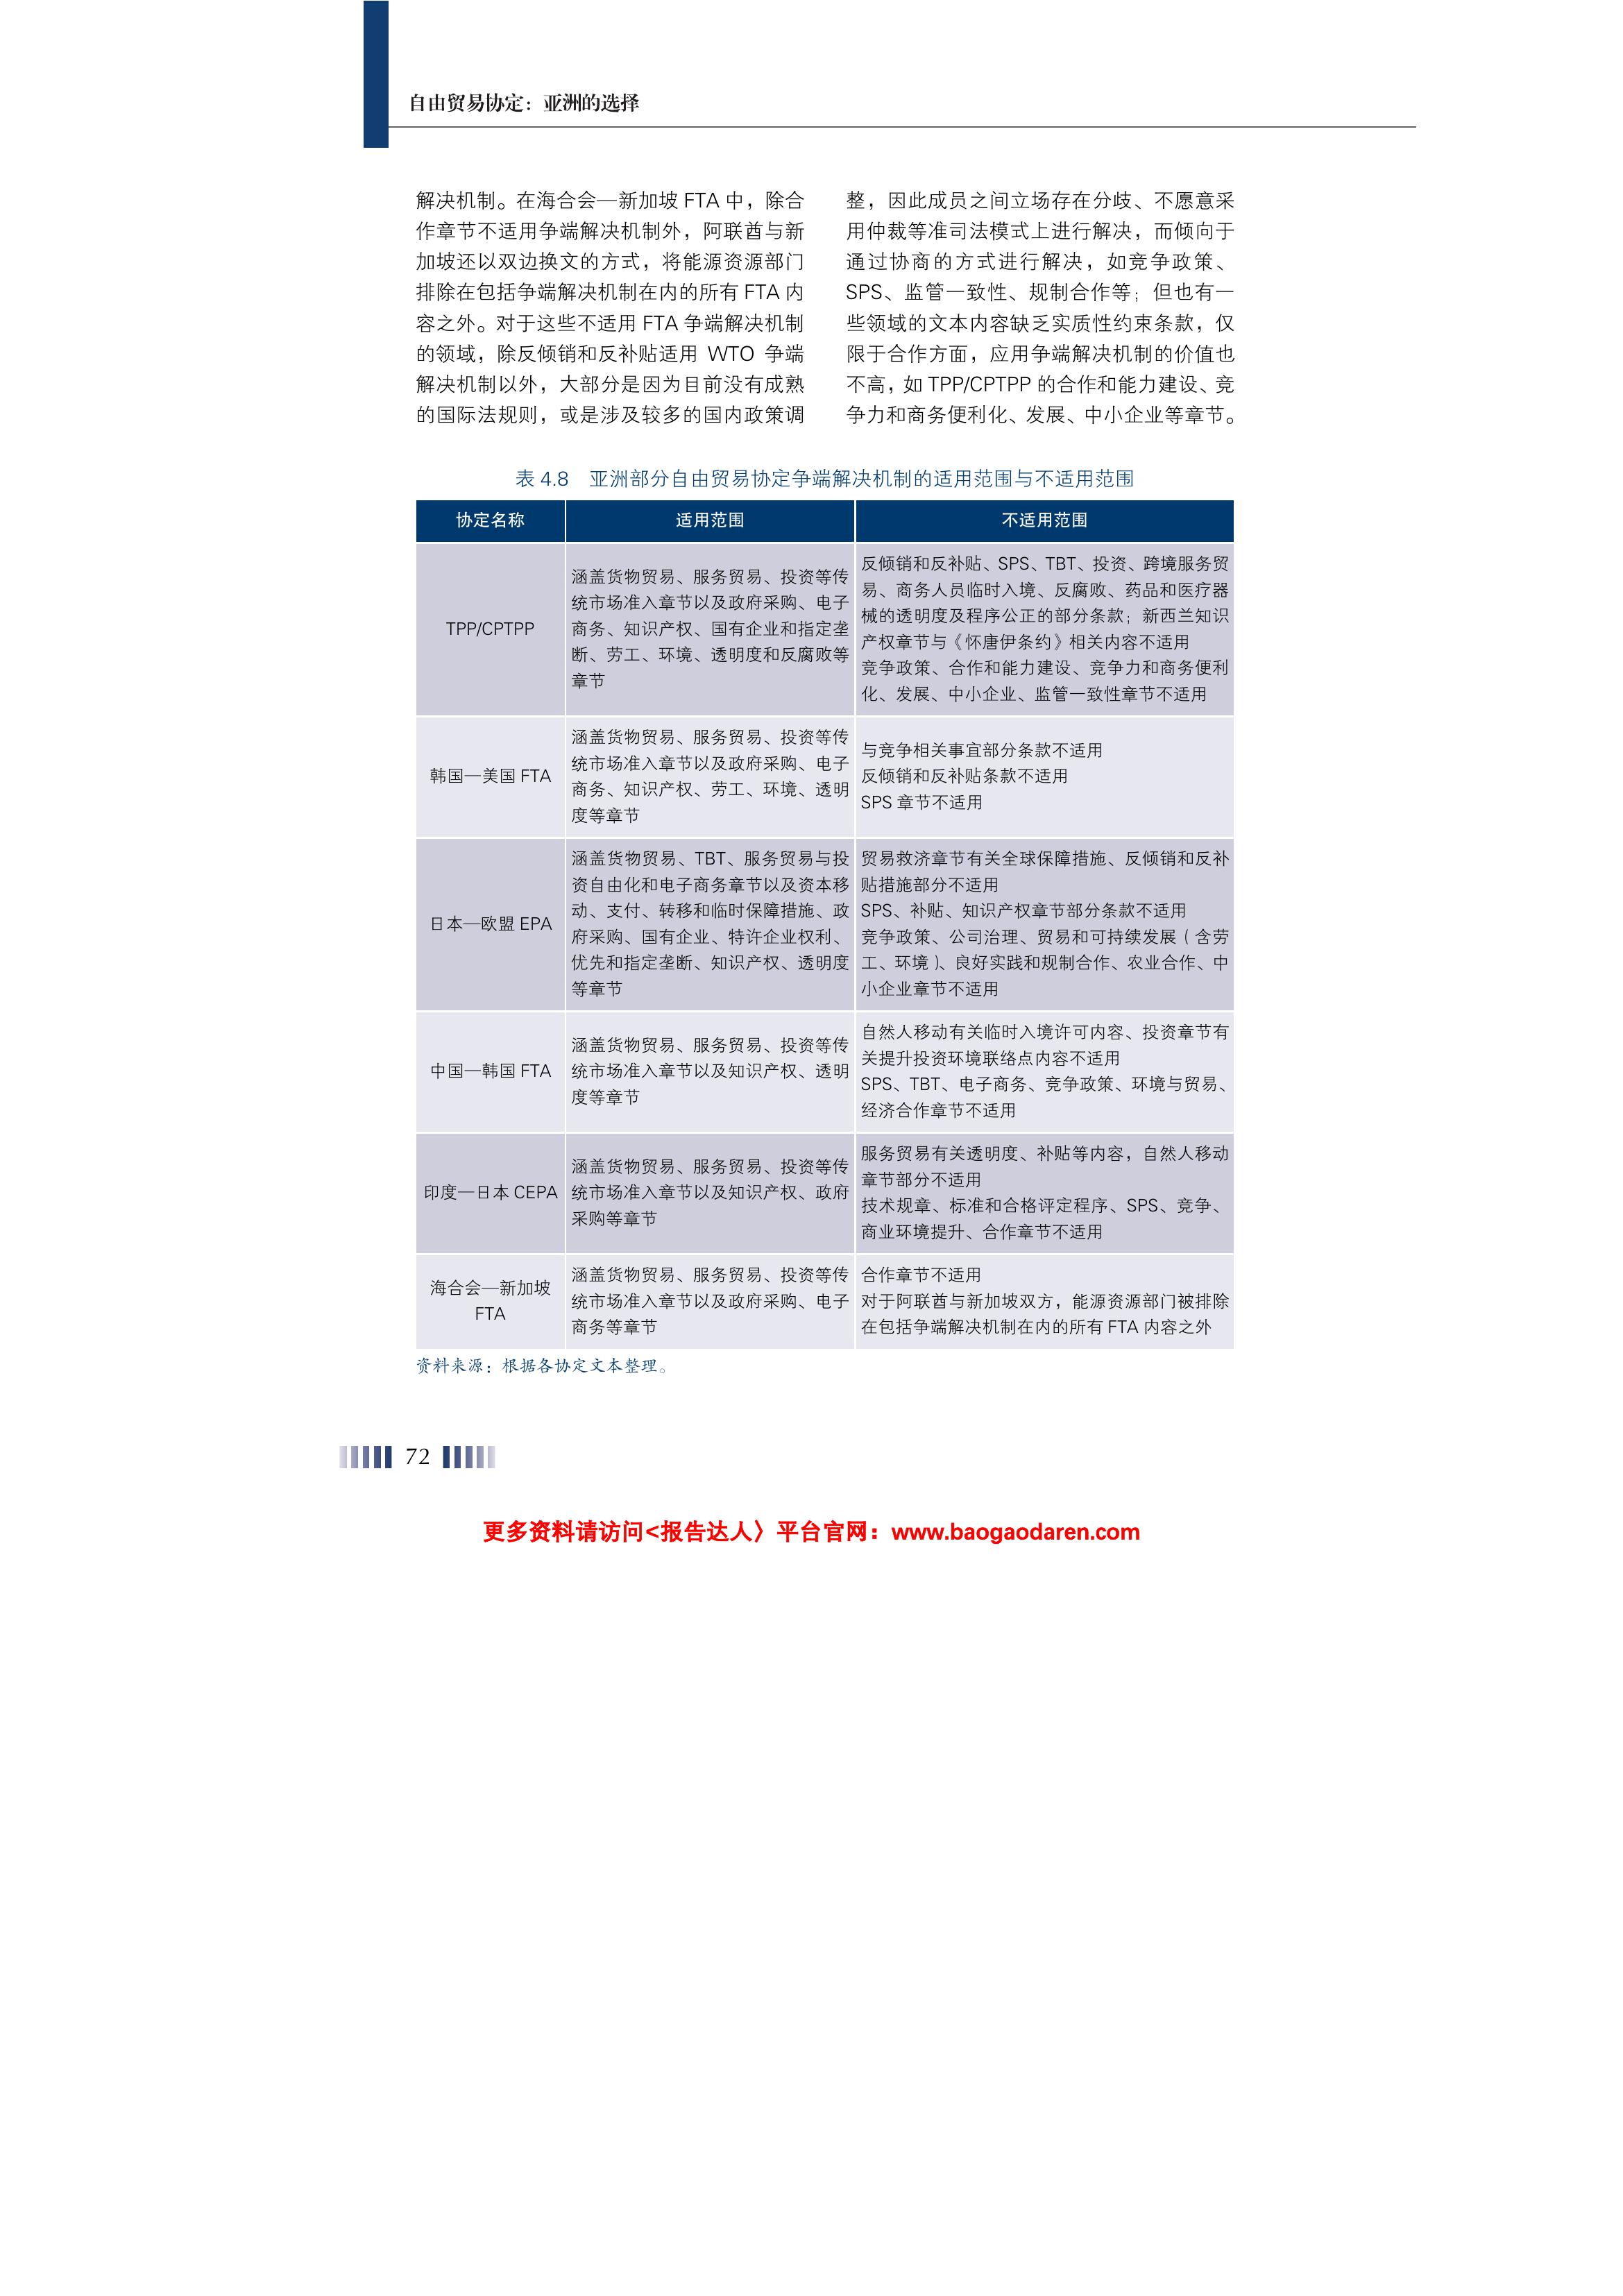 自由贸易协定：亚洲的选择
解决机制。在海合会—新加坡 FTA 中，除合
作章节不适用争端解决机制外，阿联酋与新
加坡还以双边换文的方式，将能源资源部门
排除在包括争端解决机制在内的所有 FTA 内
容之外。对于这些不适用 FTA 争端解决机制
的领域，除反倾销和反补贴适用 WTO 争端
解决机制以外，大部分是因为目前没有成熟
的国际法规则，或是涉及较多的国内政策调
整，因此成员之间立场存在分歧、不愿意采
用仲裁等准司法模式上进行解决，而倾向于
通过协商的方式进行解决，如竞争政策、
SPS、监管一致性、规制合作等；但也有一
些领域的文本内容缺乏实质性约束条款，仅
限于合作方面，应用争端解决机制的价值也
不高，如 TPP/CPTPP 的合作和能力建设、竞
争力和商务便利化、发展、中小企业等章节。
表 4.8　亚洲部分自由贸易协定争端解决机制的适用范围与不适用范围
协定名称 适用范围 不适用范围
TPP/CPTPP
涵盖货物贸易、服务贸易、投资等传
统市场准入章节以及政府采购、电子
商务、知识产权、国有企业和指定垄
断、劳工、环境、透明度和反腐败等
章节
反倾销和反补贴、SPS、TBT、投资、跨境服务贸
易、商务人员临时入境、反腐败、药品和医疗器
械的透明度及程序公正的部分条款；新西兰知识
产权章节与《怀唐伊条约》相关内容不适用
竞争政策、合作和能力建设、竞争力和商务便利
化、发展、中小企业、监管一致性章节不适用
韩国—美国 FTA
涵盖货物贸易、服务贸易、投资等传
统市场准入章节以及政府采购、电子
商务、知识产权、劳工、环境、透明
度等章节
与竞争相关事宜部分条款不适用
反倾销和反补贴条款不适用
SPS 章节不适用
日本—欧盟 EPA
涵盖货物贸易、TBT、服务贸易与投
资自由化和电子商务章节以及资本移
动、支付、转移和临时保障措施、政
府采购、国有企业、特许企业权利、
优先和指定垄断、知识产权、透明度
等章节
贸易救济章节有关全球保障措施、反倾销和反补
贴措施部分不适用
SPS、补贴、知识产权章节部分条款不适用
竞争政策、公司治理、贸易和可持续发展（含劳
工、环境）、良好实践和规制合作、农业合作、中
小企业章节不适用
中国—韩国 FTA
涵盖货物贸易、服务贸易、投资等传
统市场准入章节以及知识产权、透明
度等章节
自然人移动有关临时入境许可内容、投资章节有
关提升投资环境联络点内容不适用
SPS、TBT、电子商务、竞争政策、环境与贸易、
经济合作章节不适用
印度—日本 CEPA
涵盖货物贸易、服务贸易、投资等传
统市场准入章节以及知识产权、政府
采购等章节
服务贸易有关透明度、补贴等内容，自然人移动
章节部分不适用
技术规章、标准和合格评定程序、SPS、竞争、
商业环境提升、合作章节不适用
海合会—新加坡
FTA
涵盖货物贸易、服务贸易、投资等传
统市场准入章节以及政府采购、电子
商务等章节
合作章节不适用
对于阿联酋与新加坡双方，能源资源部门被排除
在包括争端解决机制在内的所有 FTA 内容之外
资料来源：根据各协定文本整理。
72
更多资料请访问<报告达人〉平台官网：www.baogaodaren.com